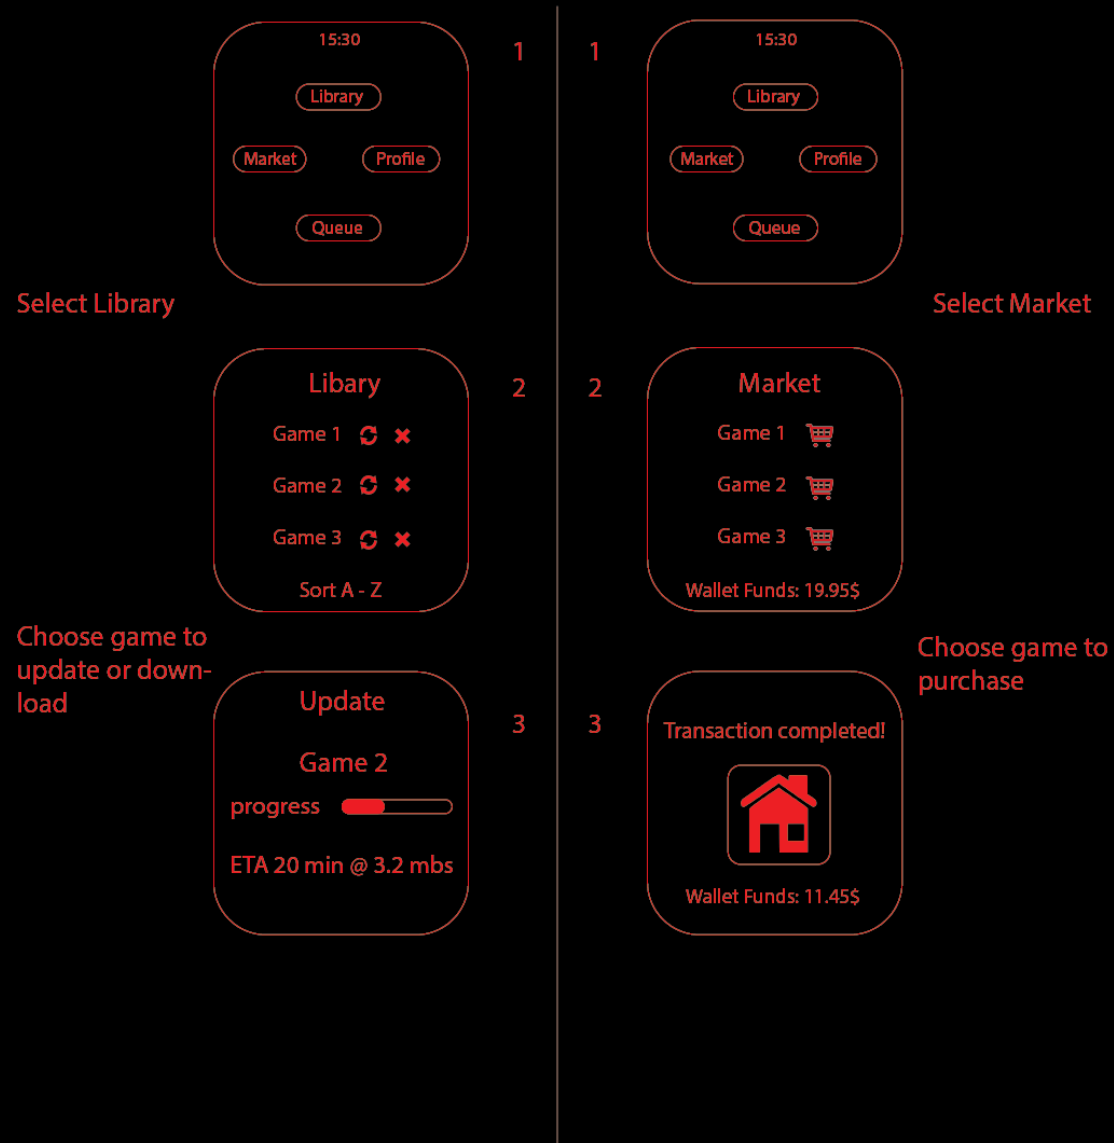 15:30
Library
Market Profile
Queue
1
Select Library
Libary
Game 1
Game 2
Game 3
Sort A - Z
2
Choose game to
update or down-
load
Update
Game 2
progress
ETA 20 min @ 3.2 mbs
3
1
15:30
Library
Market Profile
Queue
Select Market
2
Market
Game 1
Game 2
Game 3
Wallet Funds: 19.95$
Choose game to
purchase
3
Transaction completed!
Wallet Funds: 11.45$